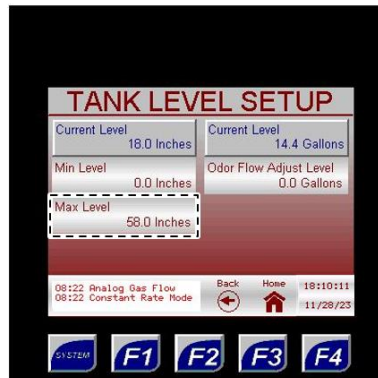 TANK LEVEL SETUP
Current Level
18.0 Inches
Current Level
14.4 Gallons
Min Level
0.0 Inches
Odor Flow Adjust Level
0.0 Gallons
Max Level
58.0 Inches
08:22 Analog Gas Flow
08:22 Constant Rate Mode
Back
Home
18:10:11
11/28/23
SYSTEM
F1
F2
F3
F4